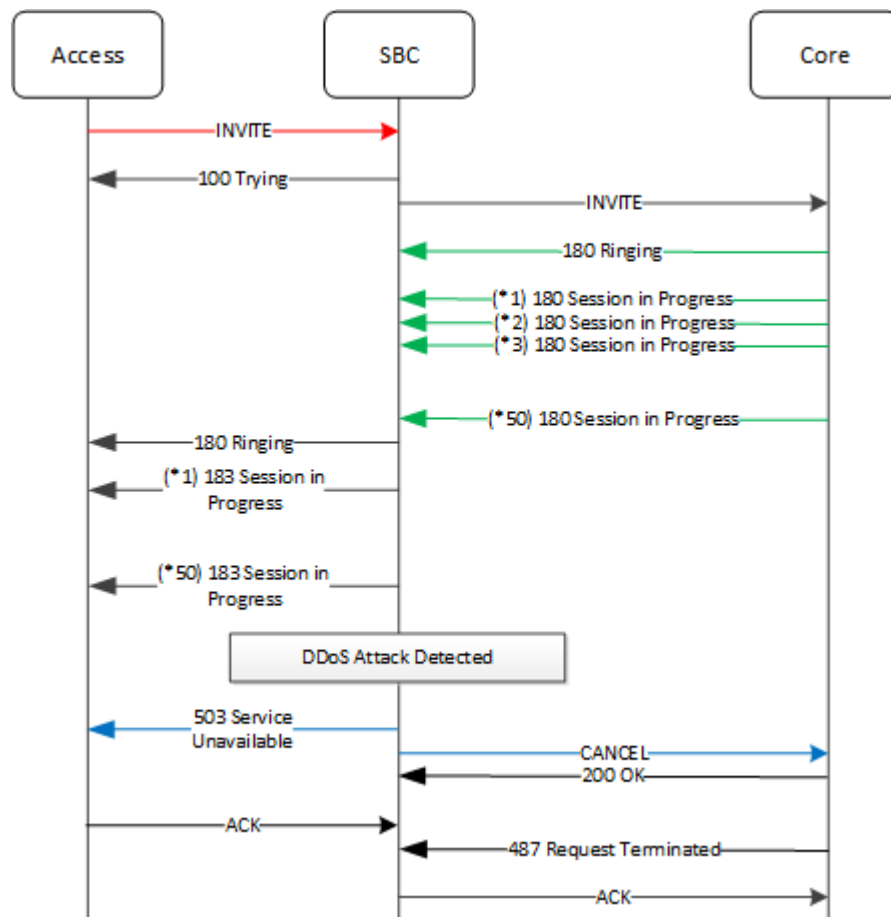 Access
SBC
Core
INVITE
100 Trying
INVITE
180 Ringing
(*1) 180 Session in Progress
(*2) 180 Session in Progress
(*3) 180 Session in Progress
(*50) 180 Session in Progress
180 Ringing
(*1) 183 Session in
Progress
(*50) 183 Session in
Progress
DDoS Attack Detected
503 Service
Unavailable
CANCEL
200 OK
ACK
487 Request Terminated
ACK